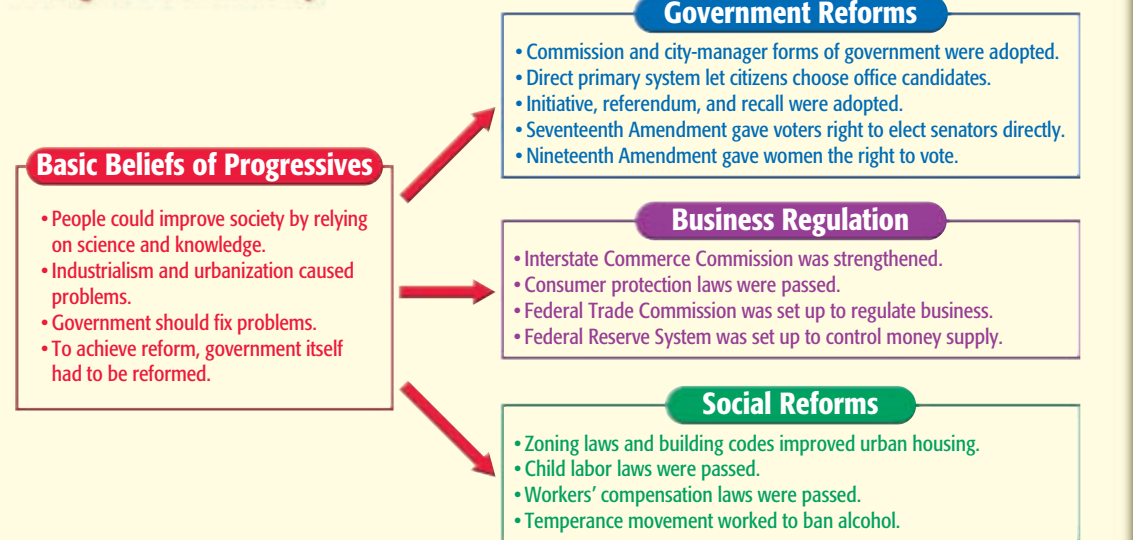 Basic Beliefs of Progressives
• People could improve society by relying
on science and knowledge.
• Industrialism and urbanization caused
problems.
• Government should fix problems.
• To achieve reform, government itself
had to be reformed.
Government Reforms
• Commission and city-manager forms of government were adopted.
• Direct primary system let citizens choose office candidates.
• Initiative, referendum, and recall were adopted.
• Seventeenth Amendment gave voters right to elect senators directly.
• Nineteenth Amendment gave women the right to vote.
Business Regulation
• Interstate Commerce Commission was strengthened.
• Consumer protection laws were passed.
• Federal Trade Commission was set up to regulate business.
• Federal Reserve System was set up to control money supply.
Social Reforms
• Zoning laws and building codes improved urban housing.
• Child labor laws were passed.
• Workers' compensation laws were passed.
• Temperance movement worked to ban alcohol.